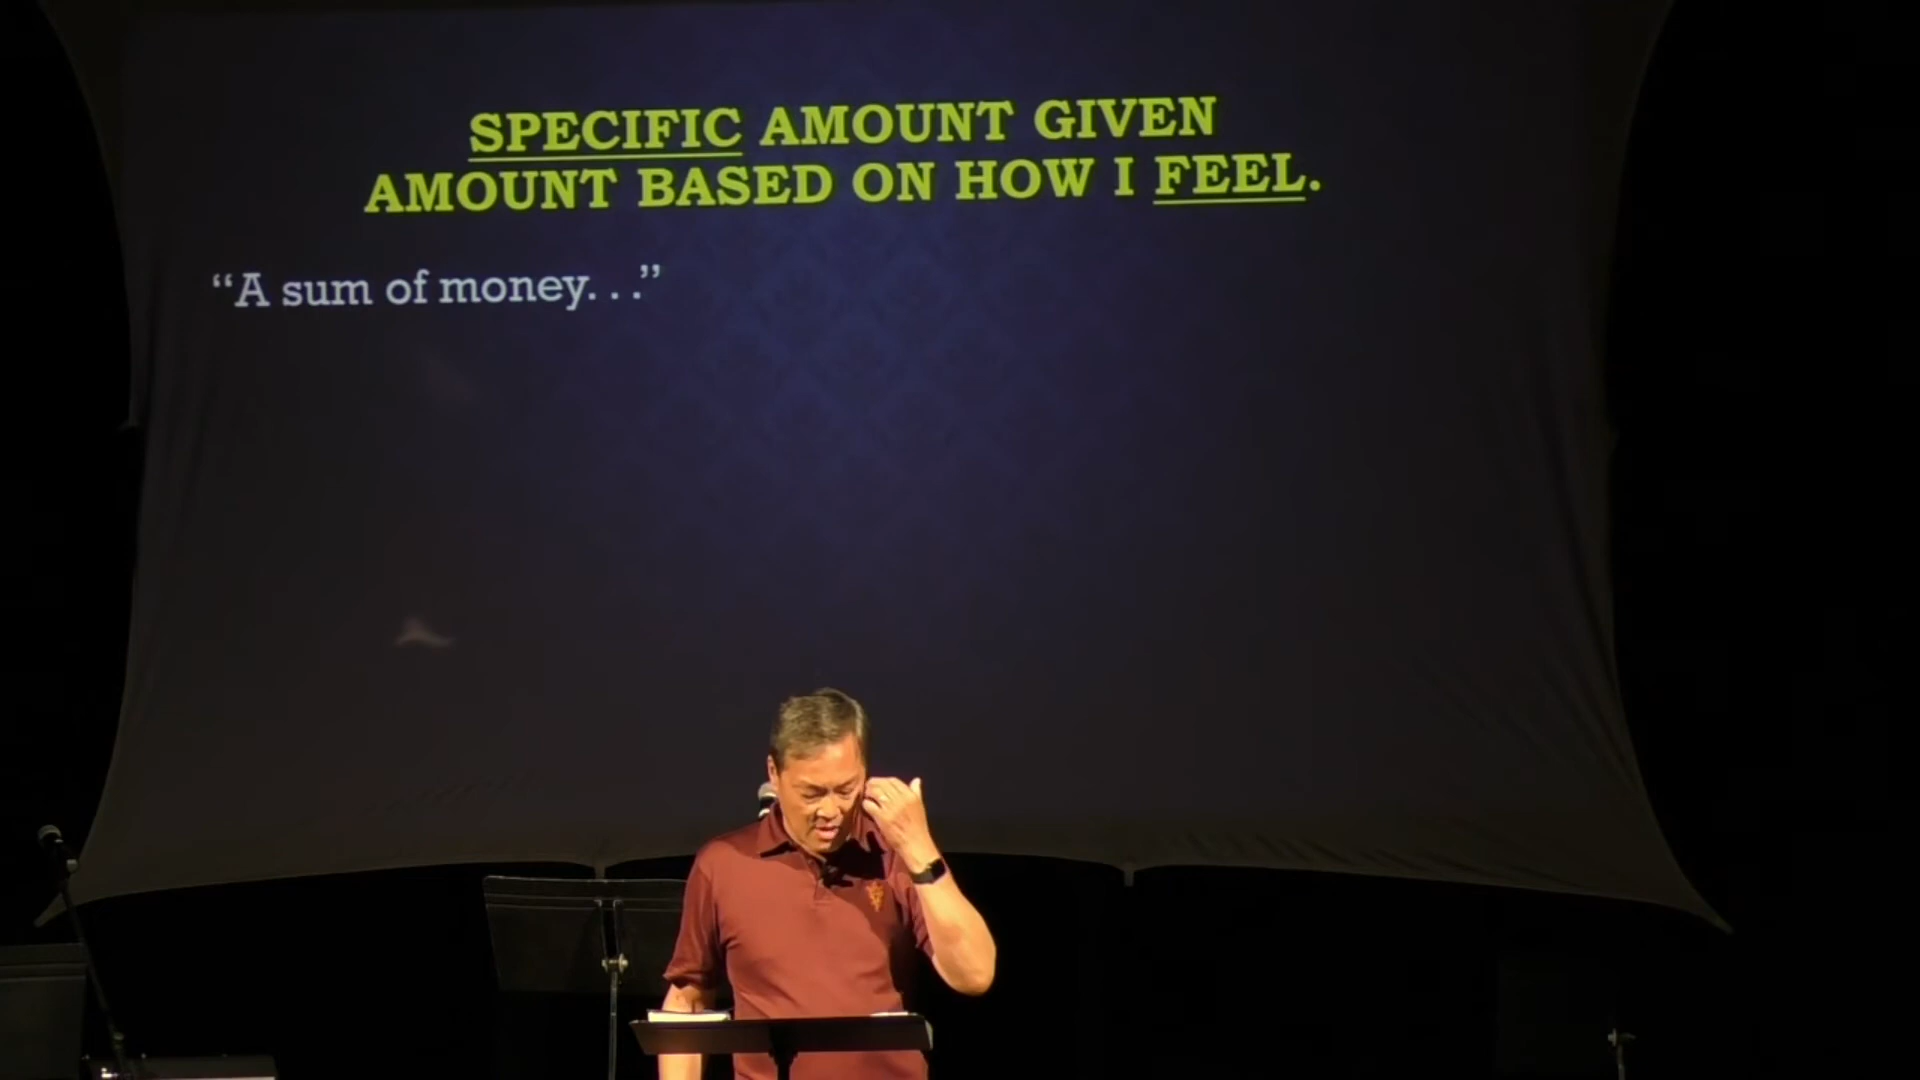 SPECIFIC AMOUNT GIVEN
AMOUNT BASED ON HOW I FEEL.
“A sum of money. . .”